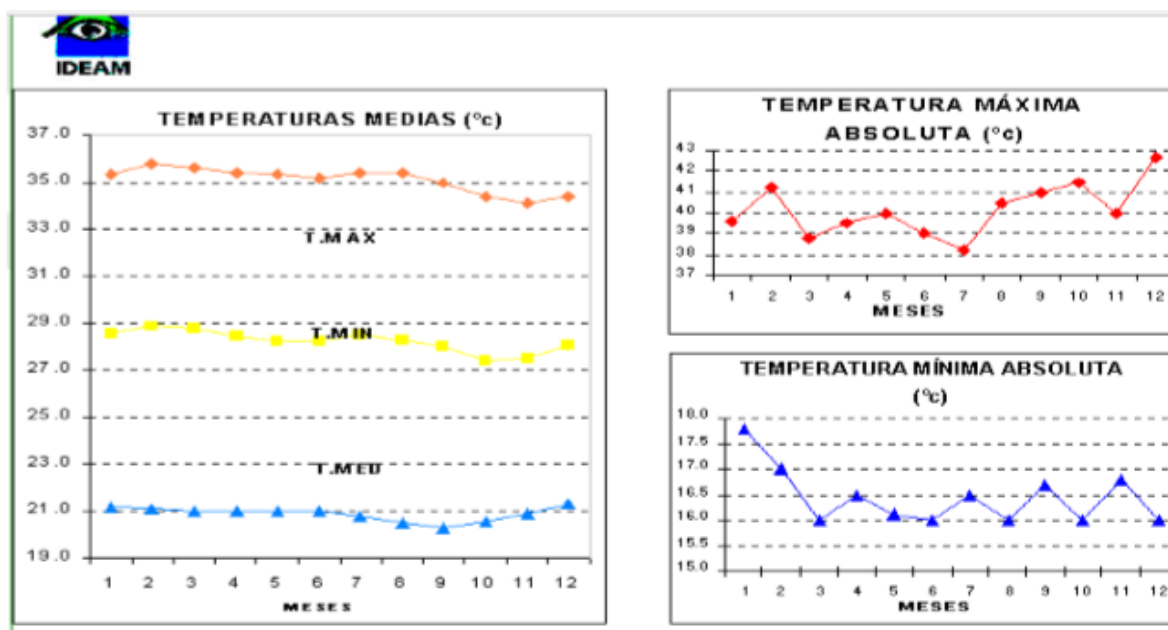 IDEAM
TEMPERATURAS MEDIAS (ºc)
37.0
35.0
33.0
31.0
29.0
27.0
25.0
23.0
21.0
19.0
T.MAX
T.MIN
T.MED
1 2 3 4 5 6 7 8 9 10 11 12
MESES
TEMPERATURA MÁXIMA
ABSOLUTA (ºc)
43
42
41
40
39
38
37
1 2 3 4 5 6 7 8 9 10 11 12
MESES
TEMPERATURA MÍNIMA ABSOLUTA
(ºc)
18.0
17.5
17.0
16.5
16.0
15.5
15.0
1 2 3 4 5 6 7 8 9 10 11 12
MESES